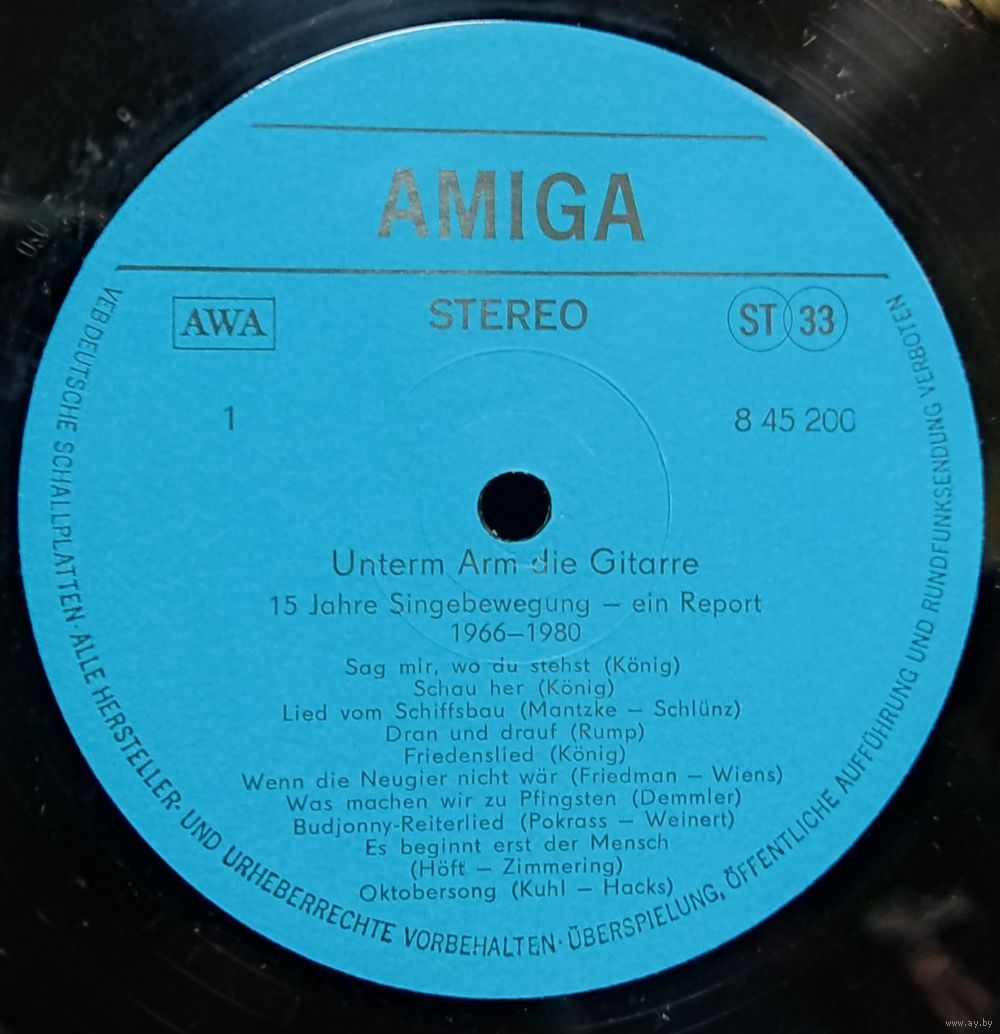 AMIGA
AWA
STEREO
ST 33
1
8 45 200
Unterm Arm die Gitarre
15 Jahre Singebewegung – ein Report
1966–1980
Sag mir, wo du stehst (König)
Schau her (König)
Lied vom Schiffsbau (Mantzke – Schlünz)
Dran und drauf (Rump)
Friedenslied (König)
Wenn die Neugier nicht wär (Friedman – Wiens)
Was machen wir zu Pfingsten (Demmler)
Budjonny-Reiterlied (Pokrass – Weinert)
Es beginnt erst der Mensch
(Höft – Zimmering)
Oktobersong (Kuhl – Hacks)
VEB DEUTSCHE SCHALLPLATTEN · ALLE HERSTELLER- UND URHEBERRECHTE VORBEHALTEN · ÜBERSPIELUNG, ÖFFENTLICHE AUFFÜHRUNG UND RUNDFUNKSENDUNG VERBOTEN
www.ay.by